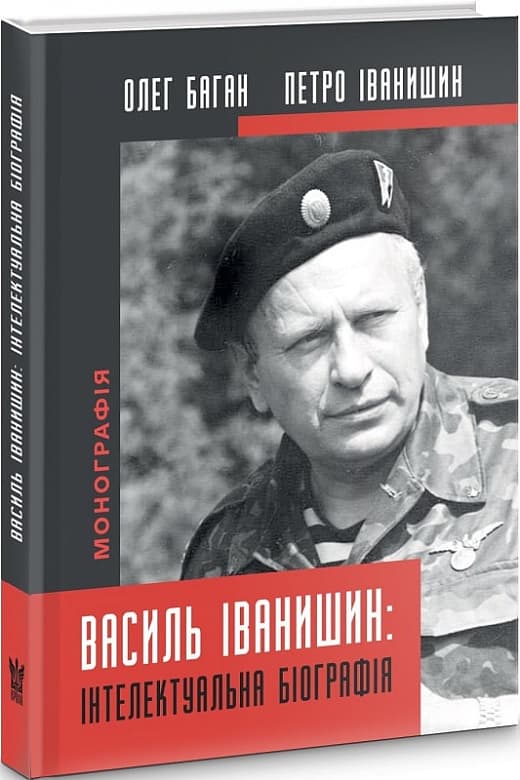 ОЛЕГ БАГАН ПЕТРО ІВАНИШИН
МОНОГРАФІЯ
ВАСИЛЬ ІВАНИШИН:
ІНТЕЛЕКТУАЛЬНА БІОГРАФІЯ
ВАСИЛЬ ІВАНИШИН: ІНТЕЛЕКТУАЛЬНА БІОГРАФІЯ